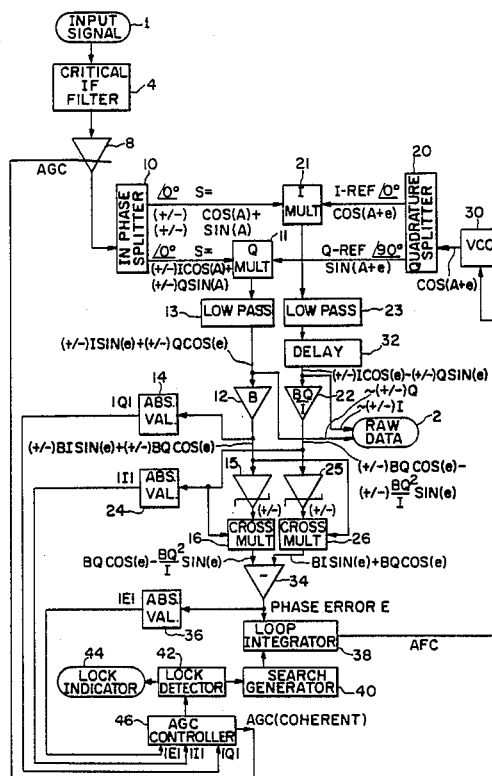 INPUT
SIGNAL
1
CRITICAL
IF
FILTER
4
8
AGC
10
IN PHASE
SPLITTER
/0° S=
(+/-) COS(A)+
(+/-) SIN(A)
/0° S=
(+/-)ICOS(A)+
(+/-)QSIN(A)
21
I
MULT
11
Q
MULT
I-REF /0°
COS(A+e)
Q-REF /90°
SIN(A+e)
20
QUADRATURE
SPLITTER
30
VCO
COS(A+e)
13
LOW PASS
LOW PASS
23
DELAY
32
(+/-)ISIN(e)+(+/-)QCOS(e)
(+/-)ICOS(e)-(+/-)QSIN(e)
14
ABS.
VAL.
|Q|
12
B
BQ
I
22
~(+/-)Q
~(+/-)I
2
RAW
DATA
(+/-)BISIN(e)+(+/-)BQCOS(e)
(+/-)BQCOS(e)-
(+/-)BQ²/I SIN(e)
|I|
ABS.
VAL.
24
15
25
(+/-)
(+/-)
CROSS
MULT
16
CROSS
MULT
26
BQCOS(e)-BQ²/I SIN(e)
BISIN(e)+BQCOS(e)
-
34
|E|
ABS.
VAL.
36
PHASE ERROR E
LOOP
INTEGRATOR
38
AFC
44
LOCK
INDICATOR
42
LOCK
DETECTOR
SEARCH
GENERATOR
40
46
AGC
CONTROLLER
AGC(COHERENT)
|E| |I| |Q|